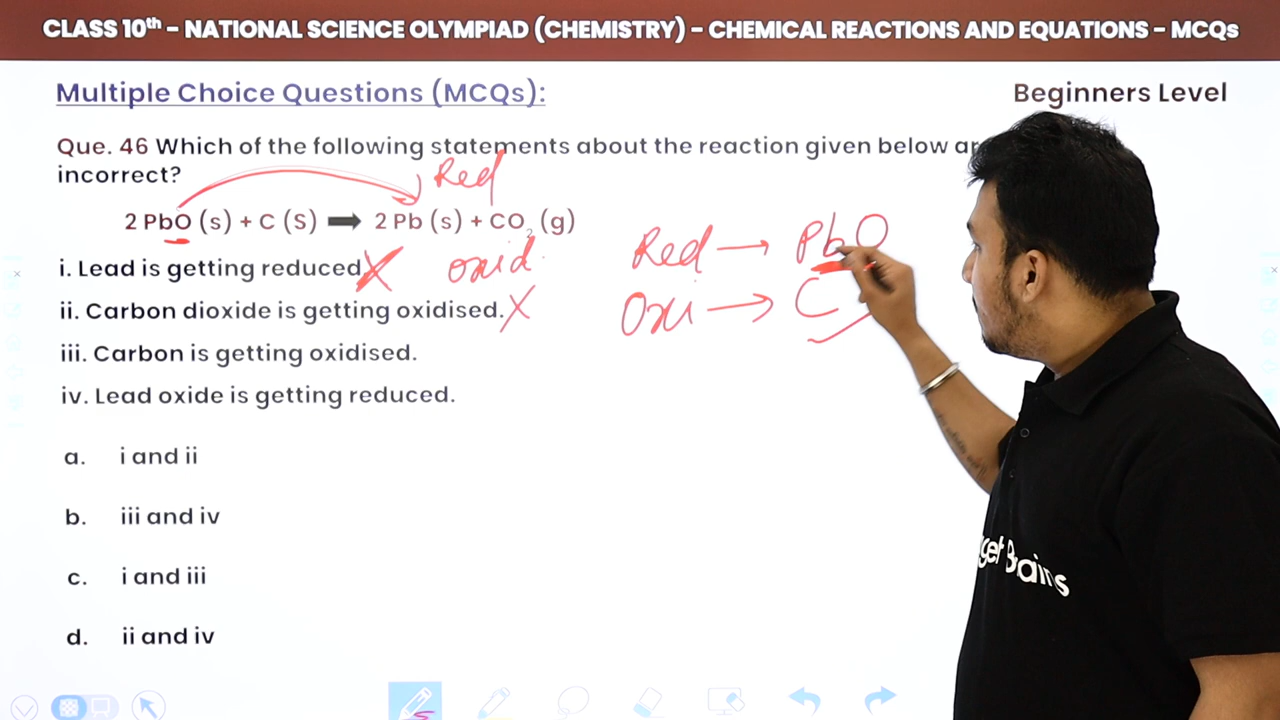 CLASS 10th – NATIONAL SCIENCE OLYMPIAD (CHEMISTRY) – CHEMICAL REACTIONS AND EQUATIONS – MCQs
Multiple Choice Questions (MCQs):
Beginners Level
Que. 46 Which of the following statements about the reaction given below
incorrect?
Red
2 PbO (s) + C (S) ➡ 2 Pb (s) + CO₂ (g)
Red → PbO
i. Lead is getting reduced X
oxid.
ii. Carbon dioxide is getting oxidised. X
Oxi → C
iii. Carbon is getting oxidised.
iv. Lead oxide is getting reduced.
a. i and ii
b. iii and iv
c. i and iii
d. ii and iv
Brains